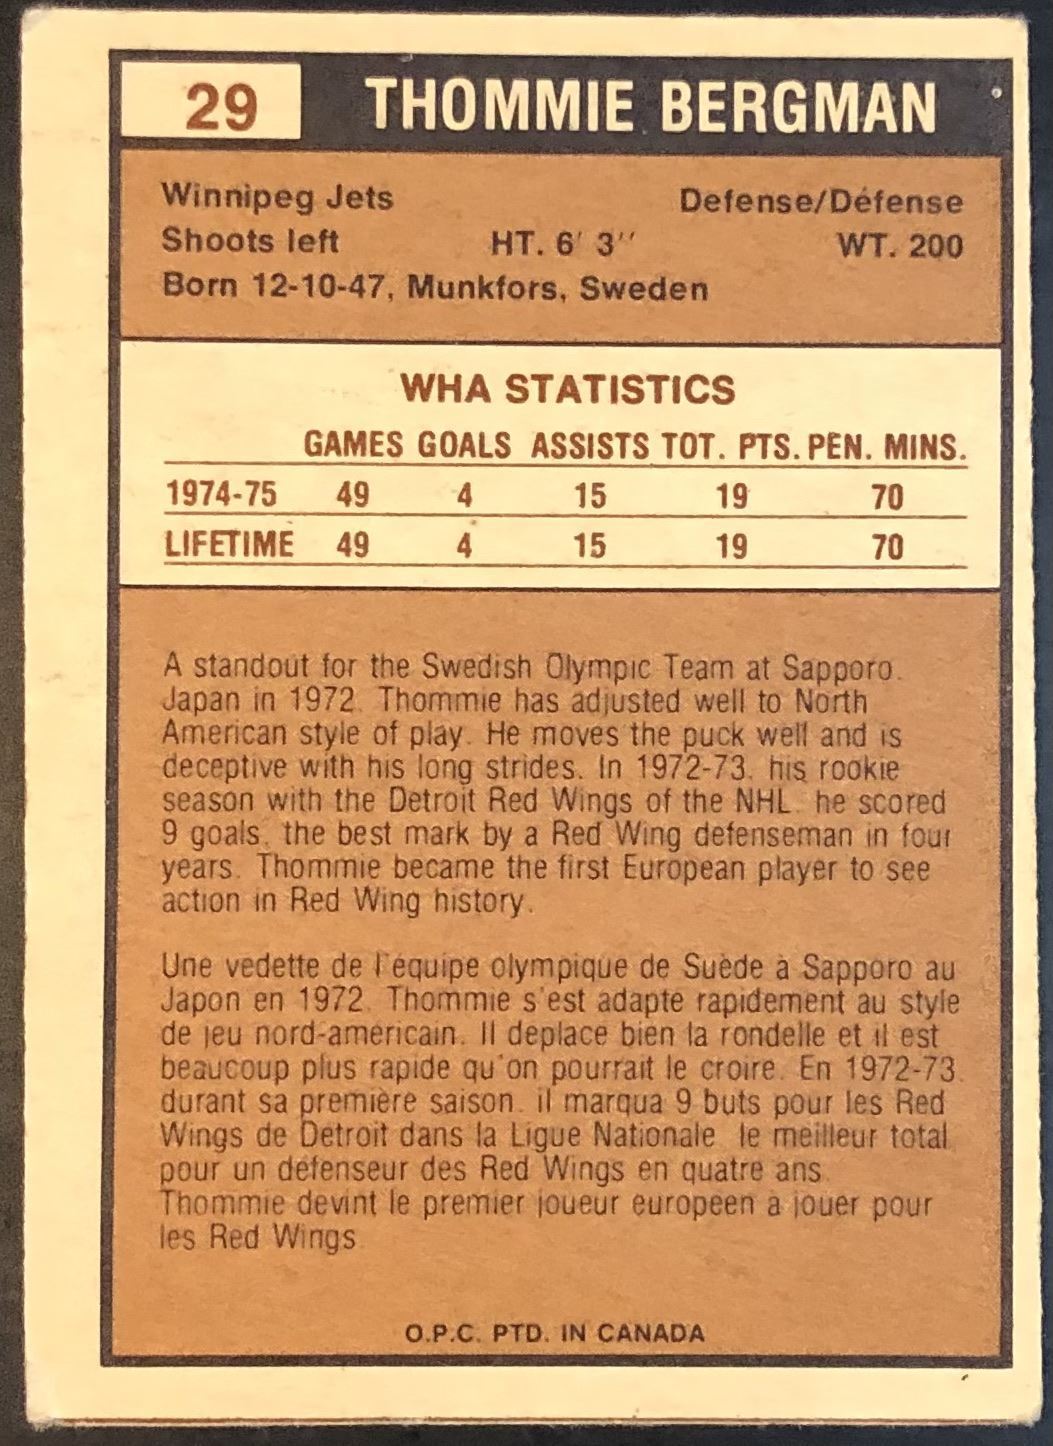 29 THOMMIE BERGMAN
Winnipeg Jets Defense/Défense
Shoots left HT. 6' 3'' WT. 200
Born 12-10-47, Munkfors, Sweden
WHA STATISTICS
GAMES GOALS ASSISTS TOT. PTS. PEN. MINS.
1974-75 49 4 15 19 70
LIFETIME 49 4 15 19 70
A standout for the Swedish Olympic Team at Sapporo,
Japan in 1972, Thommie has adjusted well to North
American style of play. He moves the puck well and is
deceptive with his long strides. In 1972-73, his rookie
season with the Detroit Red Wings of the NHL, he scored
9 goals, the best mark by a Red Wing defenseman in four
years. Thommie became the first European player to see
action in Red Wing history.
Une vedette de l'équipe olympique de Suède à Sapporo au
Japon en 1972, Thommie s'est adapté rapidement au style
de jeu nord-américain. Il déplace bien la rondelle et il est
beaucoup plus rapide qu'on pourrait le croire. En 1972-73,
durant sa première saison, il marqua 9 buts pour les Red
Wings de Détroit dans la Ligue Nationale, le meilleur total
pour un défenseur des Red Wings en quatre ans.
Thommie devint le premier joueur européen à jouer pour
les Red Wings.
O.P.C. PTD. IN CANADA